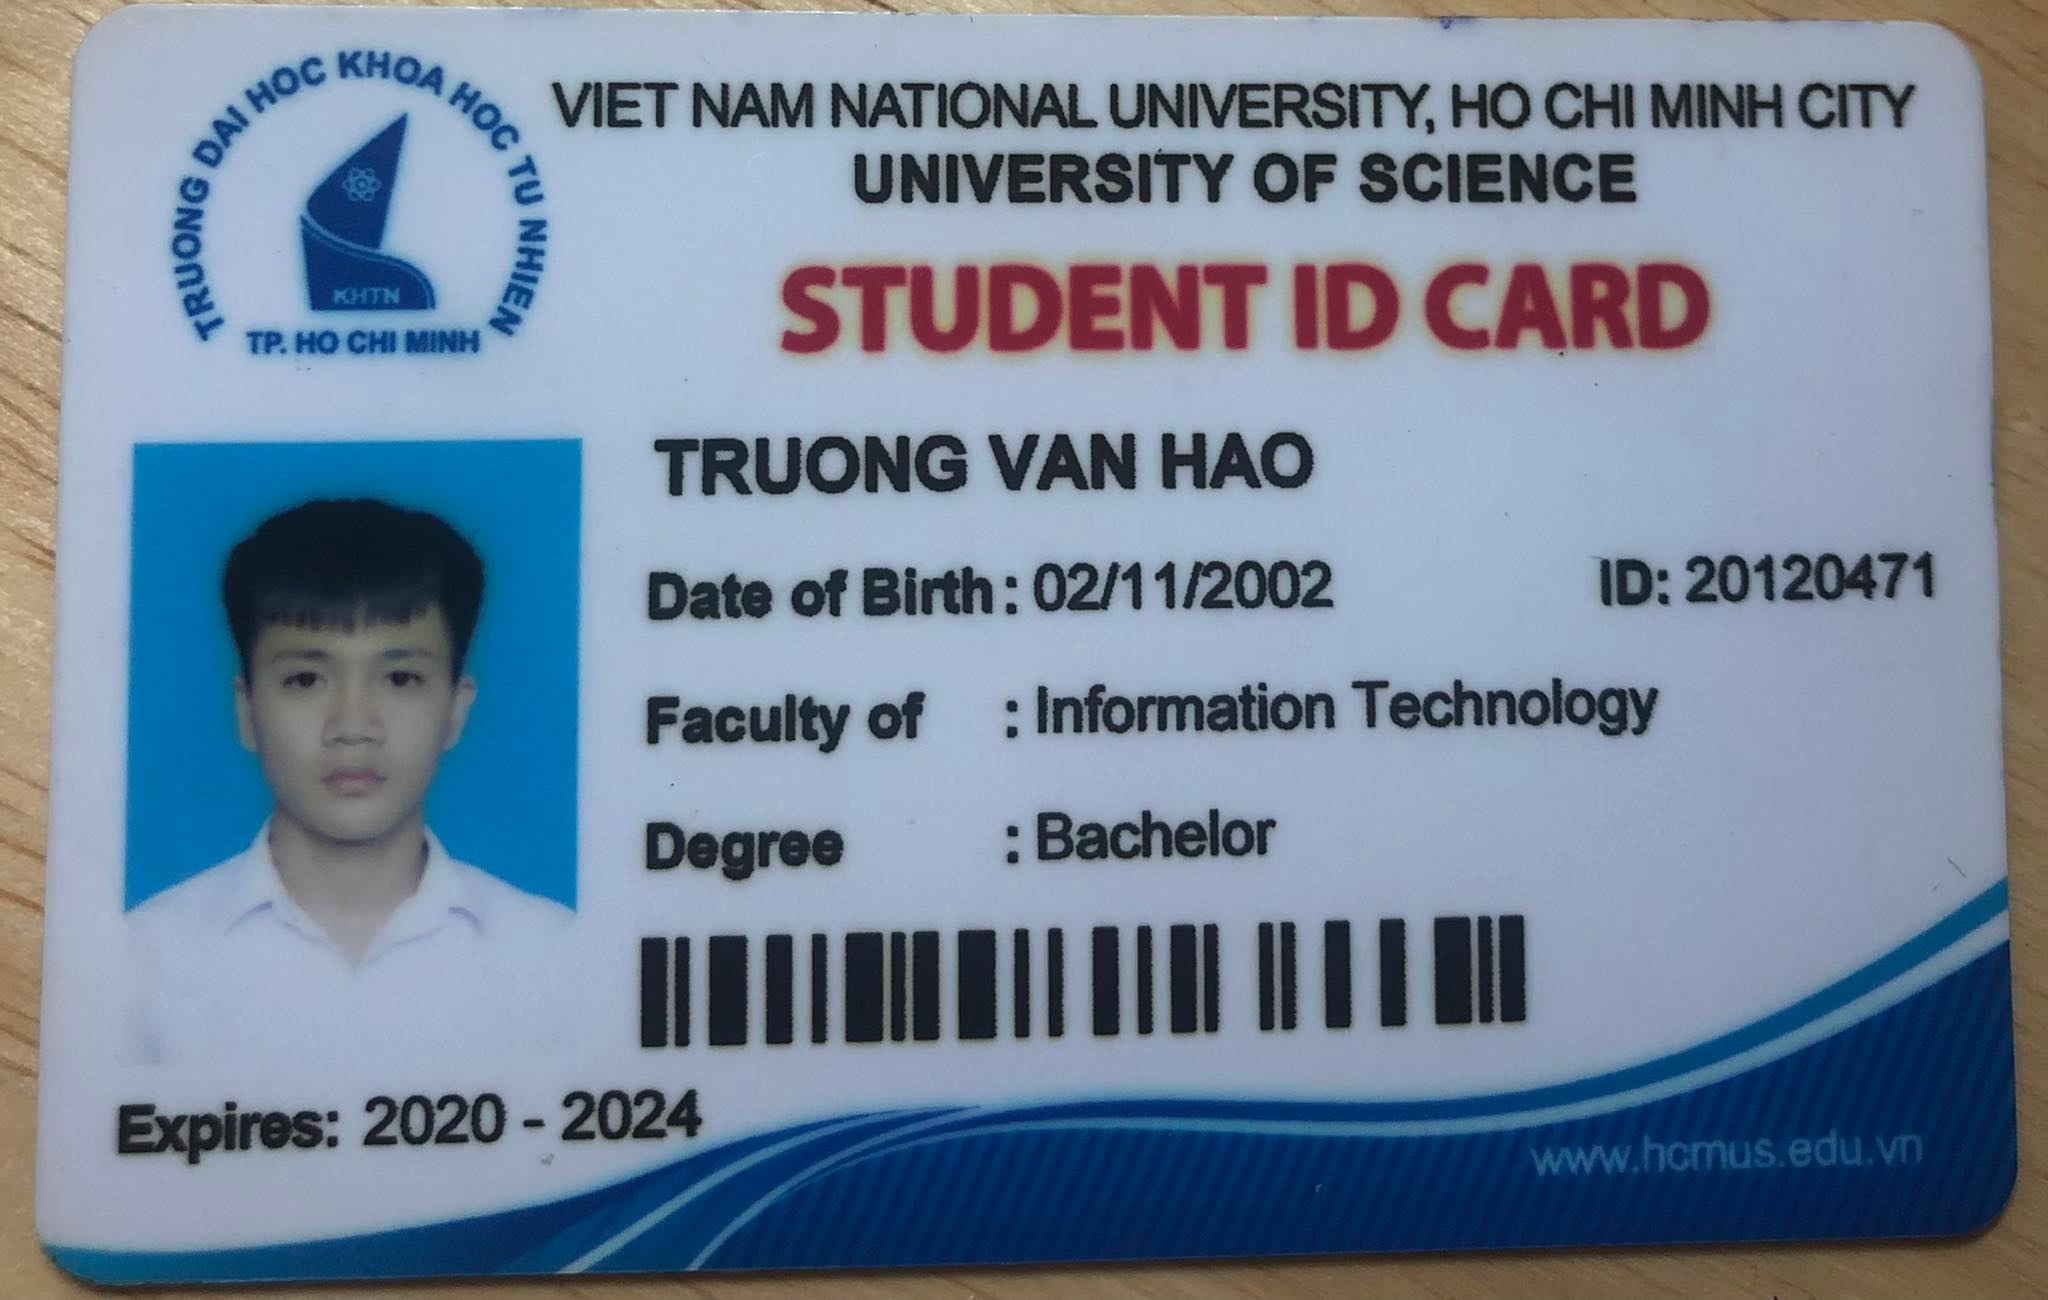 TRUONG DAI HOC KHOA HOC TU NHIEN
KHTN
TP. HO CHI MINH
VIET NAM NATIONAL UNIVERSITY, HO CHI MINH CITY
UNIVERSITY OF SCIENCE
STUDENT ID CARD
TRUONG VAN HAO
Date of Birth : 02/11/2002 ID: 20120471
Faculty of : Information Technology
Degree : Bachelor
Expires: 2020 - 2024
www.hcmus.edu.vn